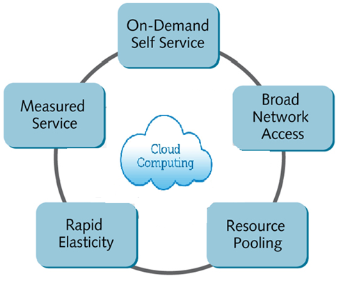 On-Demand
Self Service
Measured
Service
Broad
Network
Access
Cloud
Computing
Rapid
Elasticity
Resource
Pooling